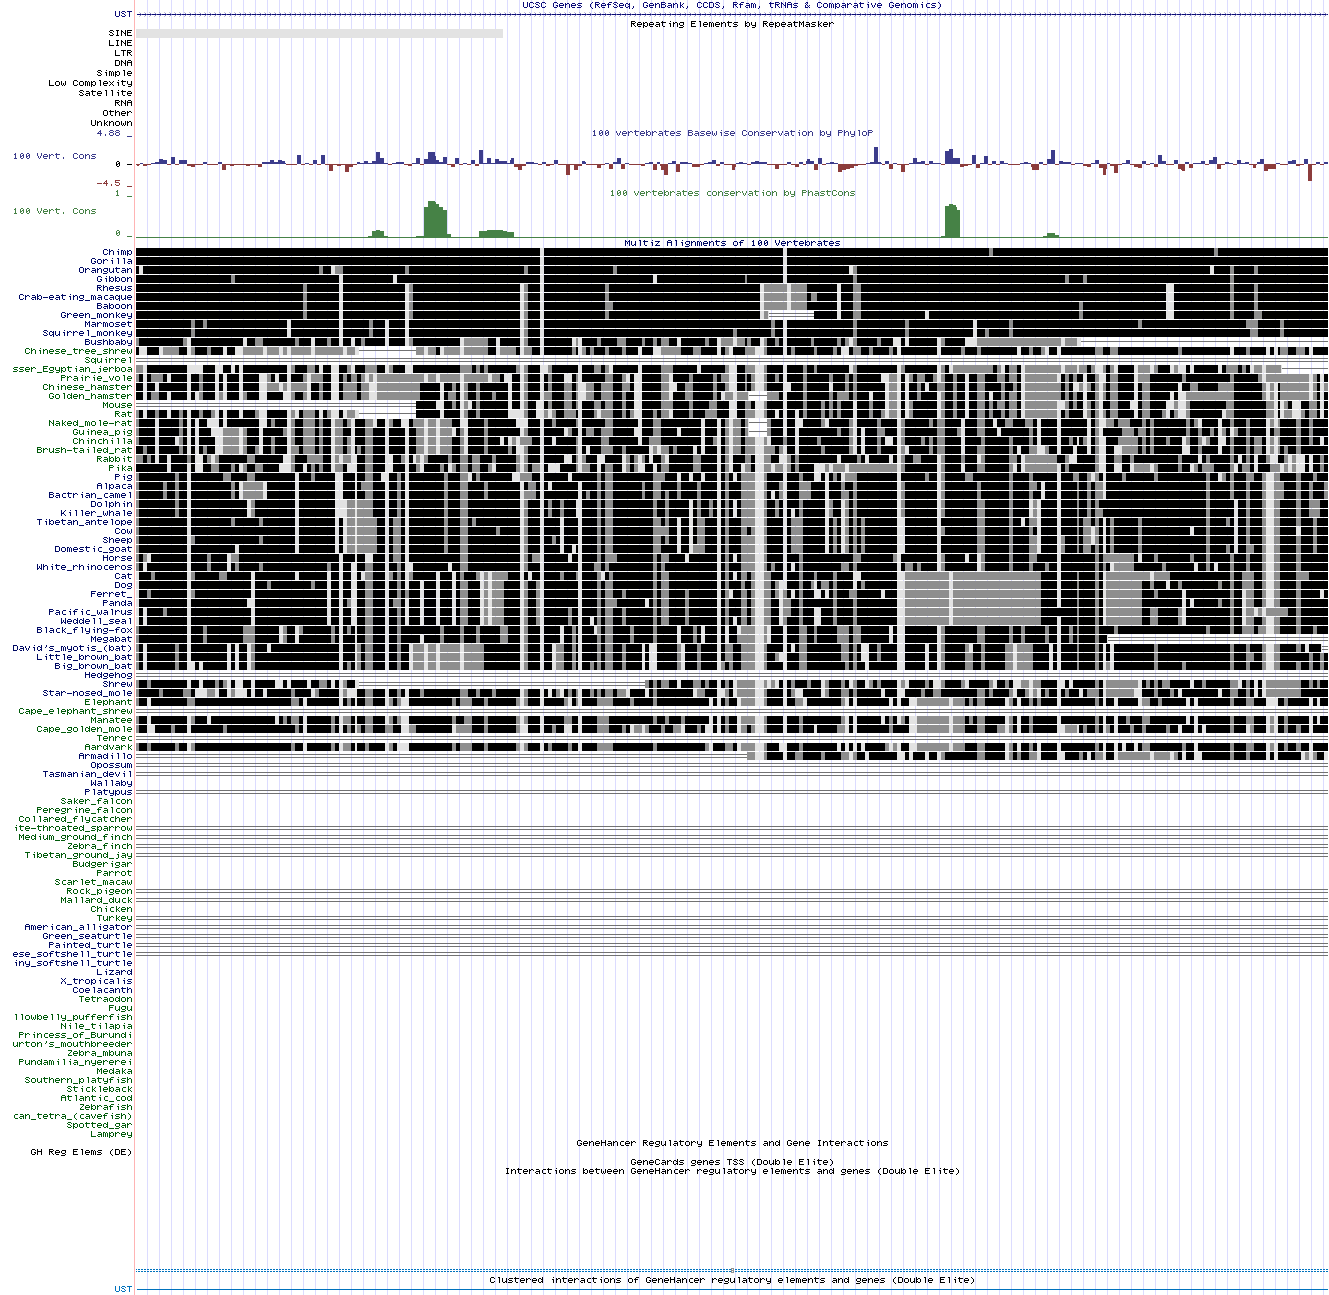 UCSC Genes (RefSeq, GenBank, CCDS, Rfam, tRNAs & Comparative Genomics)
UST
Repeating Elements by RepeatMasker
SINE
LINE
LTR
DNA
Simple
Low Complexity
Satellite
RNA
Other
Unknown
4.88 _
100 vertebrates Basewise Conservation by PhyloP
100 Vert. Cons
0 _
-4.5 _
1 _
100 vertebrates conservation by PhastCons
100 Vert. Cons
0 _
Multiz Alignments of 100 Vertebrates
Chimp
Gorilla
Orangutan
Gibbon
Rhesus
Crab-eating_macaque
Baboon
Green_monkey
Marmoset
Squirrel_monkey
Bushbaby
Chinese_tree_shrew
Squirrel
sser_Egyptian_jerboa
Prairie_vole
Chinese_hamster
Golden_hamster
Mouse
Rat
Naked_mole-rat
Guinea_pig
Chinchilla
Brush-tailed_rat
Rabbit
Pika
Pig
Alpaca
Bactrian_camel
Dolphin
Killer_whale
Tibetan_antelope
Cow
Sheep
Domestic_goat
Horse
White_rhinoceros
Cat
Dog
Ferret_
Panda
Pacific_walrus
Weddell_seal
Black_flying-fox
Megabat
David's_myotis_(bat)
Little_brown_bat
Big_brown_bat
Hedgehog
Shrew
Star-nosed_mole
Elephant
Cape_elephant_shrew
Manatee
Cape_golden_mole
Tenrec
Aardvark
Armadillo
Opossum
Tasmanian_devil
Wallaby
Platypus
Saker_falcon
Peregrine_falcon
Collared_flycatcher
ite-throated_sparrow
Medium_ground_finch
Zebra_finch
Tibetan_ground_jay
Budgerigar
Parrot
Scarlet_macaw
Rock_pigeon
Mallard_duck
Chicken
Turkey
American_alligator
Green_seaturtle
Painted_turtle
ese_softshell_turtle
iny_softshell_turtle
Lizard
X_tropicalis
Coelacanth
Tetraodon
Fugu
llowbelly_pufferfish
Nile_tilapia
Princess_of_Burundi
urton's_mouthbreeder
Zebra_mbuna
Pundamilia_nyererei
Medaka
Southern_platyfish
Stickleback
Atlantic_cod
Zebrafish
can_tetra_(cavefish)
Spotted_gar
Lamprey
GeneHancer Regulatory Elements and Gene Interactions
GH Reg Elems (DE)
GeneCards genes TSS (Double Elite)
Interactions between GeneHancer regulatory elements and genes (Double Elite)
Clustered interactions of GeneHancer regulatory elements and genes (Double Elite)
UST